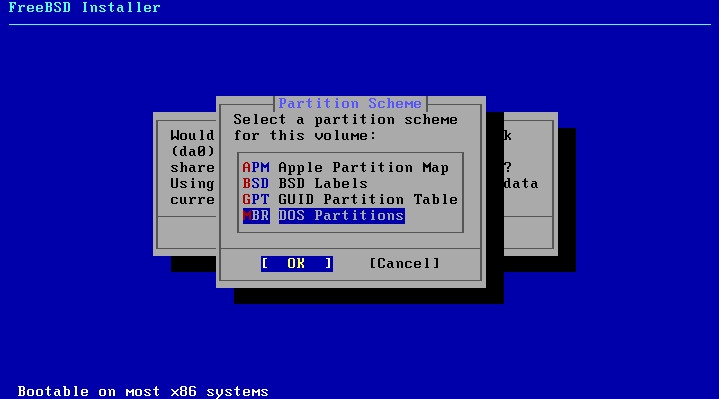 FreeBSD Installer
Partition Scheme
Select a partition scheme
for this volume:
Would k
(da0)
share ?
Using data
curre
APM Apple Partition Map
BSD BSD Labels
GPT GUID Partition Table
MBR DOS Partitions
[ OK ] [Cancel]
Bootable on most x86 systems